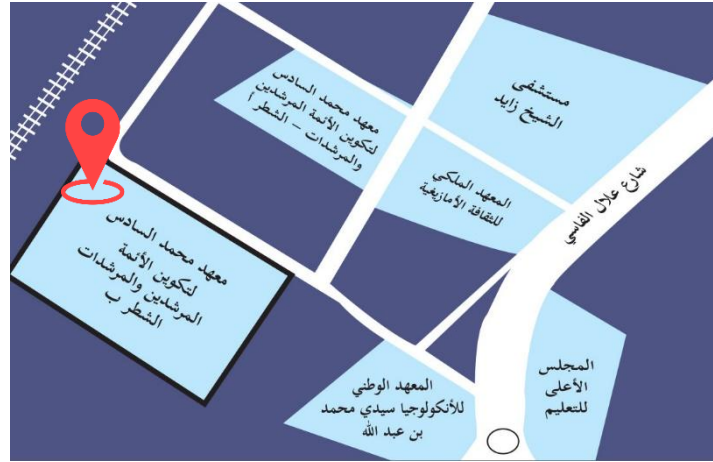 مستشفى
الشيخ زايد
معهد محمد السادس
لتكوين الأئمة المرشدين
والمرشدات – الشطر أ
المعهد الملكي
للثقافة الأمازيغية
شارع علال الفاسي
معهد محمد السادس
لتكوين الأئمة
المرشدين والمرشدات
الشطر ب
المجلس
الأعلى
للتعليم
المعهد الوطني
للأنكولوجيا سيدي محمد
بن عبد الله